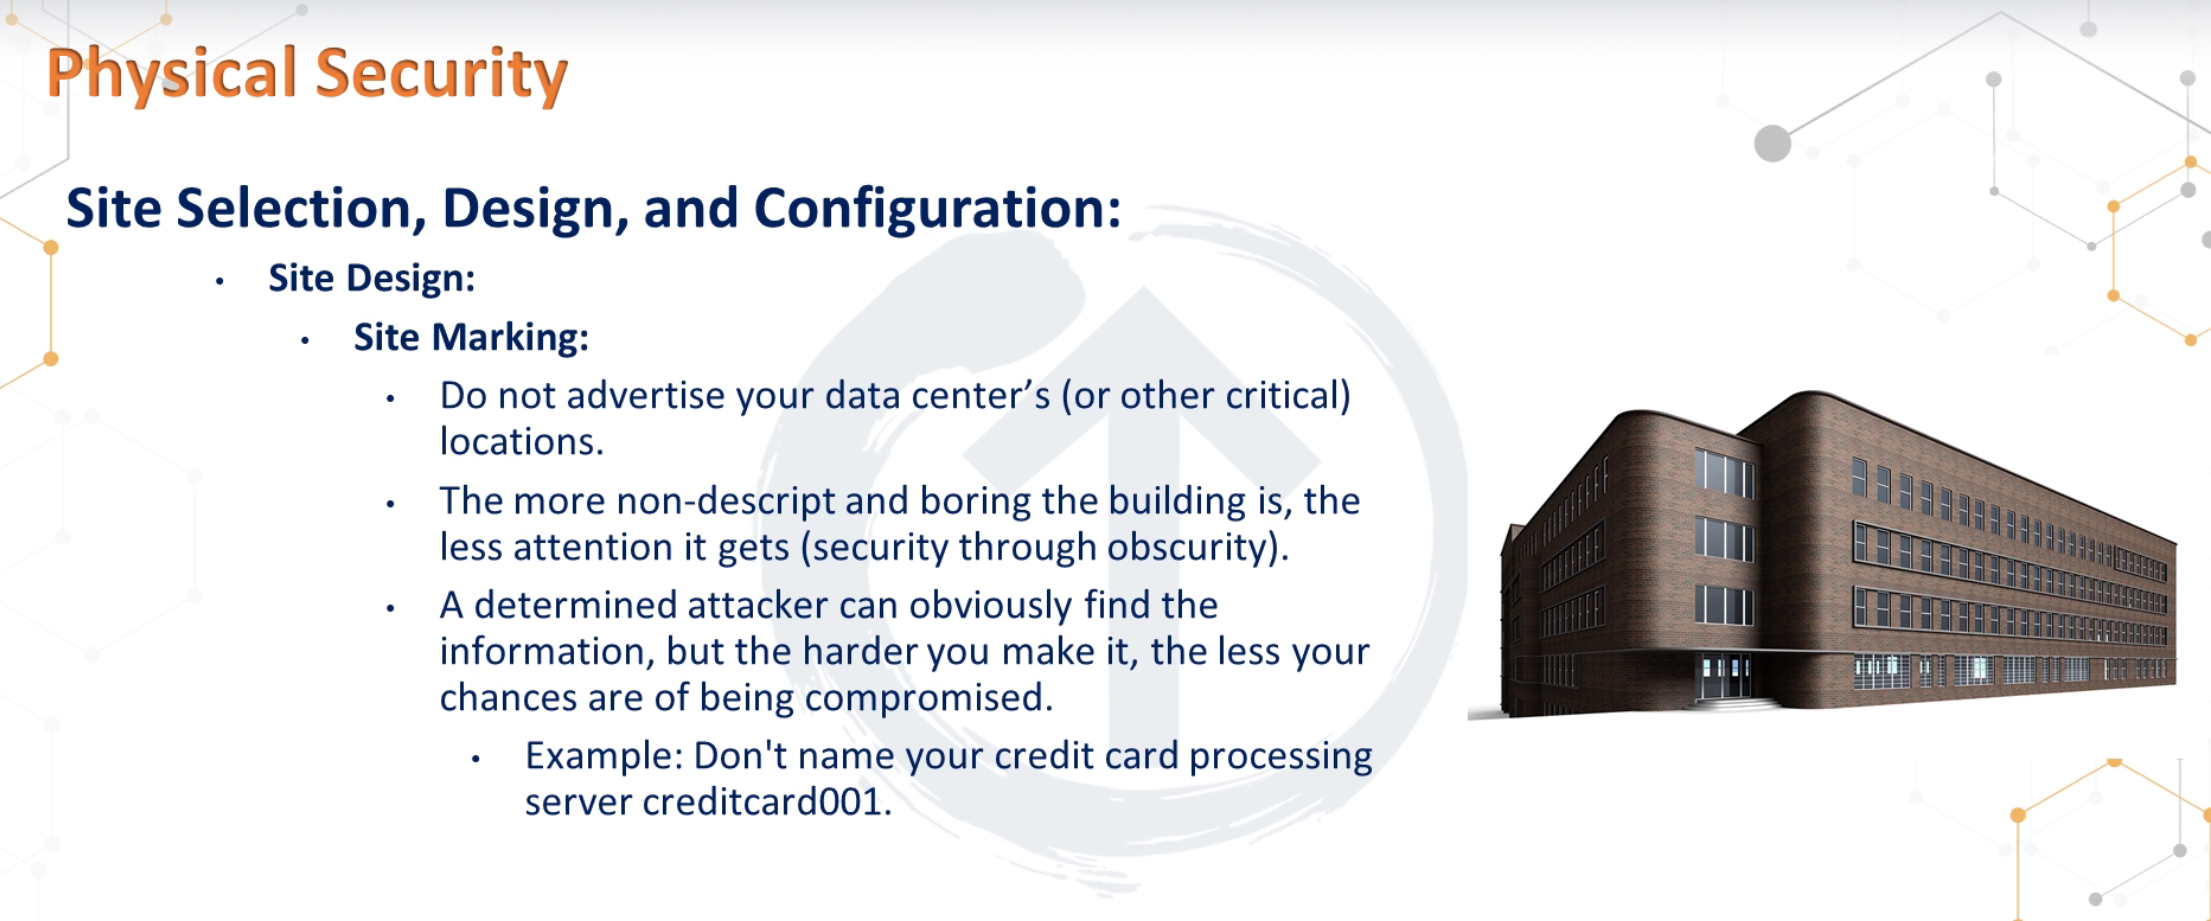 Physical Security
Site Selection, Design, and Configuration:
• Site Design:
• Site Marking:
• Do not advertise your data center’s (or other critical)
locations.
• The more non-descript and boring the building is, the
less attention it gets (security through obscurity).
• A determined attacker can obviously find the
information, but the harder you make it, the less your
chances are of being compromised.
• Example: Don't name your credit card processing
server creditcard001.